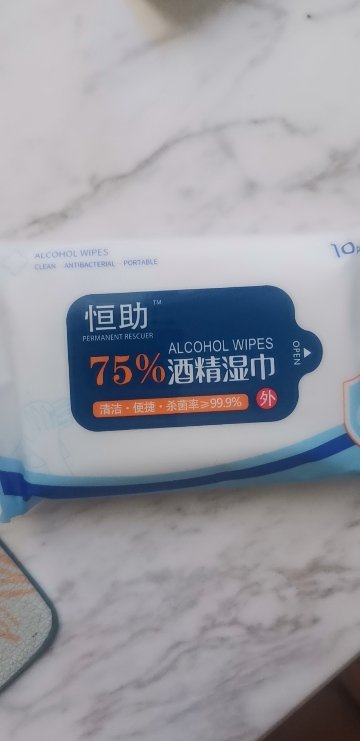 ALCOHOL WIPES
CLEAN ANTIBACTERIAL PORTABLE
10
恒助™
PERMANENT RESCUER
ALCOHOL WIPES
75%酒精湿巾
清洁·便捷·杀菌率≥99.9%
外
OPEN